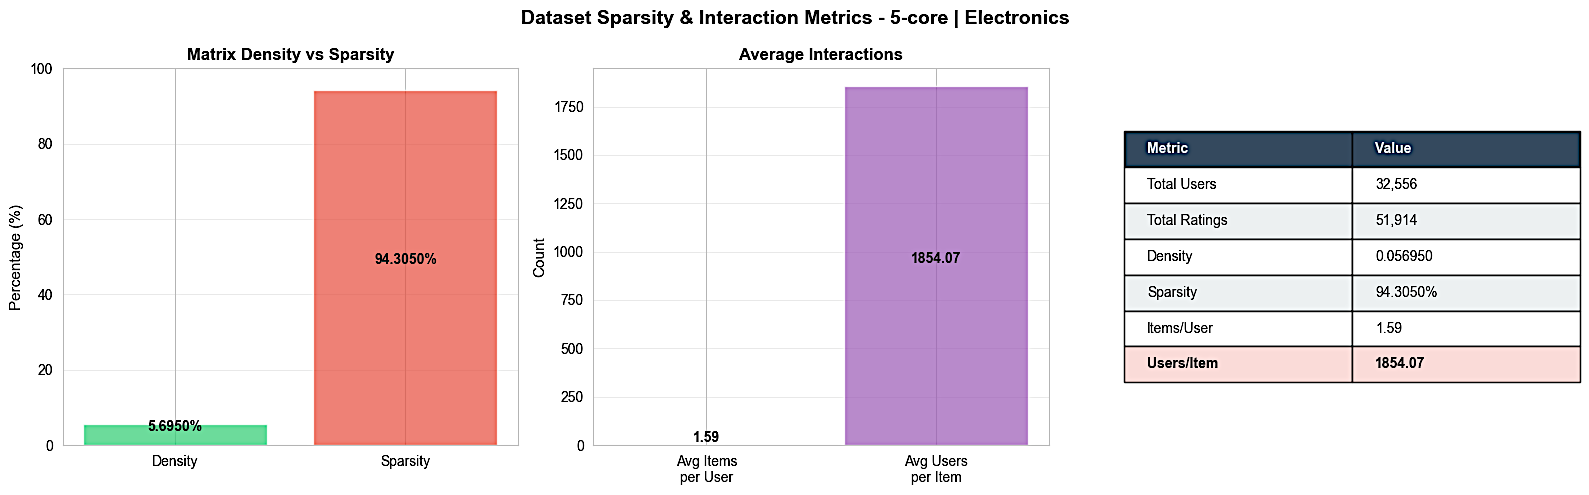 Dataset Sparsity & Interaction Metrics - 5-core | Electronics
Matrix Density vs Sparsity
Percentage (%)
100
80
60
40
20
0
94.3050%
5.6950%
Density
Sparsity
Average Interactions
Count
1750
1500
1250
1000
750
500
250
0
1854.07
1.59
Avg Items
per User
Avg Users
per Item
Metric Value
Total Users 32,556
Total Ratings 51,914
Density 0.056950
Sparsity 94.3050%
Items/User 1.59
Users/Item 1854.07